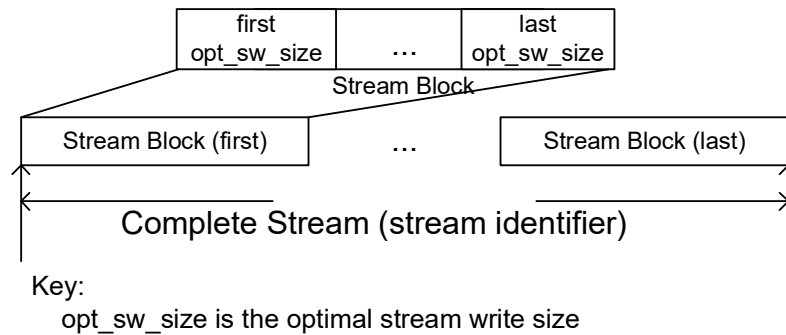 first
opt_sw_size
...
last
opt_sw_size
Stream Block
Stream Block (first)
...
Stream Block (last)
Complete Stream (stream identifier)
Key:
opt_sw_size is the optimal stream write size